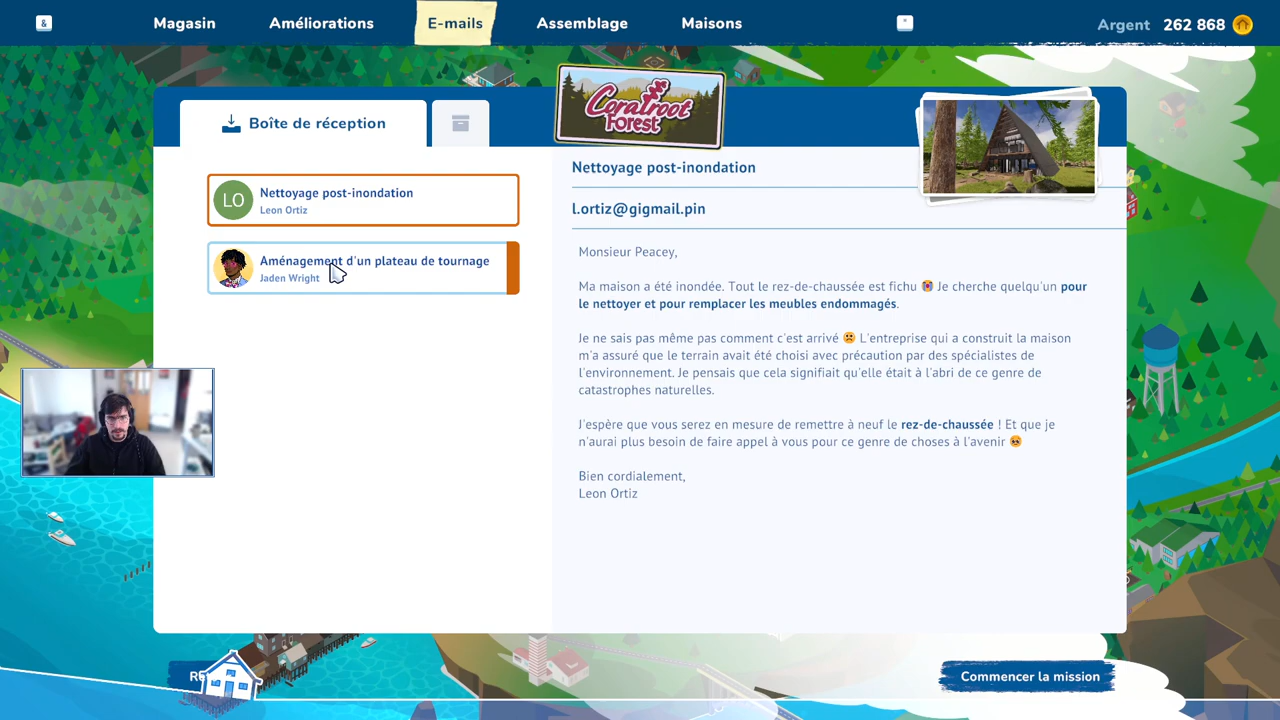 &
Magasin
Améliorations
E-mails
Assemblage
Maisons
"
Argent 262 868
Boîte de réception
Coralroot
Forest
LO
Nettoyage post-inondation
Leon Ortiz
Aménagement d'un plateau de tournage
Jaden Wright
Nettoyage post-inondation
l.ortiz@gigmail.pin
Monsieur Peacey,
Ma maison a été inondée. Tout le rez-de-chaussée est fichu Je cherche quelqu'un pour
le nettoyer et pour remplacer les meubles endommagés.
Je ne sais pas même pas comment c'est arrivé L'entreprise qui a construit la maison
m'a assuré que le terrain avait été choisi avec précaution par des spécialistes de
l'environnement. Je pensais que cela signifiait qu'elle était à l'abri de ce genre de
catastrophes naturelles.
J'espère que vous serez en mesure de remettre à neuf le rez-de-chaussée ! Et que je
n'aurai plus besoin de faire appel à vous pour ce genre de choses à l'avenir
Bien cordialement,
Leon Ortiz
Commencer la mission